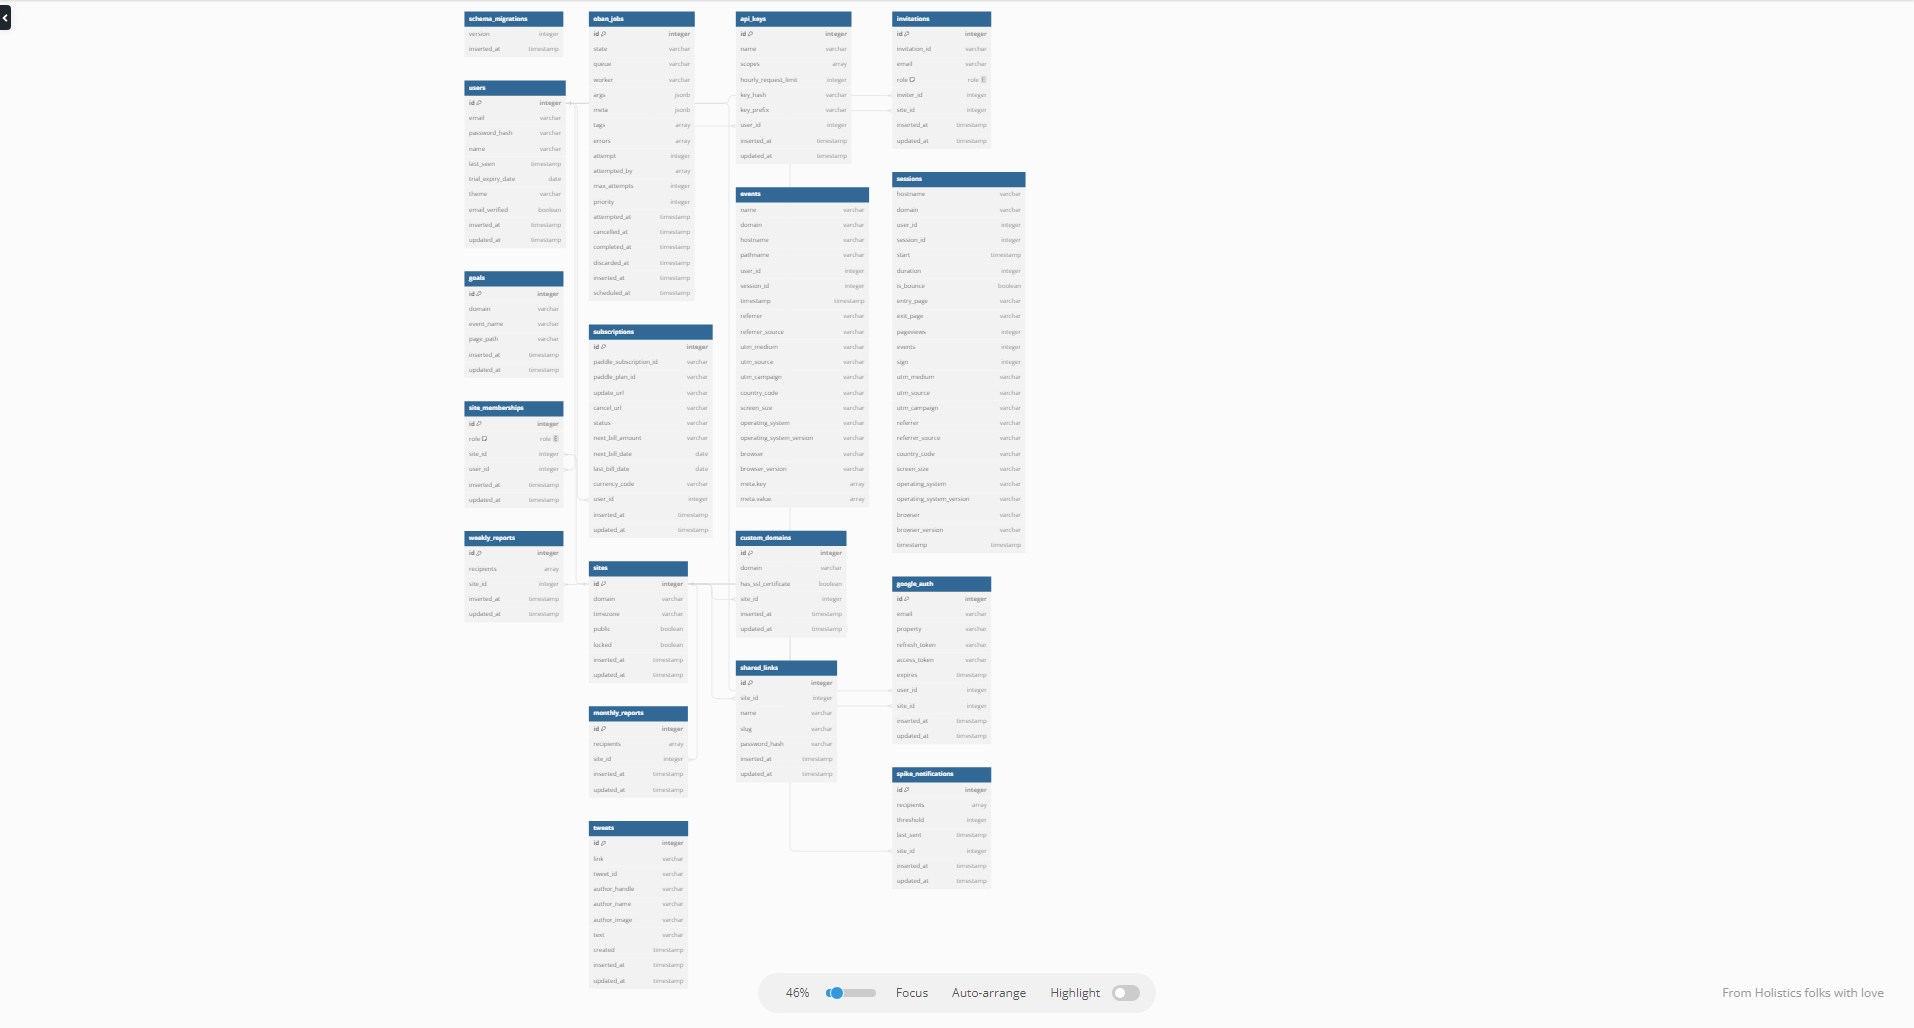 schema_migrations
version integer
inserted_at timestamp
users
id integer
email varchar
password_hash varchar
name varchar
last_seen timestamp
trial_expiry_date date
theme varchar
email_verified boolean
inserted_at timestamp
updated_at timestamp
goals
id integer
domain varchar
event_name varchar
page_path varchar
inserted_at timestamp
updated_at timestamp
site_memberships
id integer
role role E
site_id integer
user_id integer
inserted_at timestamp
updated_at timestamp
weekly_reports
id integer
recipients array
site_id integer
inserted_at timestamp
updated_at timestamp
oban_jobs
id integer
state varchar
queue varchar
worker varchar
args jsonb
meta jsonb
tags array
errors array
attempt integer
attempted_by array
max_attempts integer
priority integer
attempted_at timestamp
cancelled_at timestamp
completed_at timestamp
discarded_at timestamp
inserted_at timestamp
scheduled_at timestamp
subscriptions
id integer
paddle_subscription_id varchar
paddle_plan_id varchar
update_url varchar
cancel_url varchar
status varchar
next_bill_amount varchar
next_bill_date date
last_bill_date date
currency_code varchar
user_id integer
inserted_at timestamp
updated_at timestamp
sites
id integer
domain varchar
timezone varchar
public boolean
locked boolean
inserted_at timestamp
updated_at timestamp
monthly_reports
id integer
recipients array
site_id integer
inserted_at timestamp
updated_at timestamp
tweets
id integer
link varchar
tweet_id varchar
author_handle varchar
author_name varchar
author_image varchar
text varchar
created timestamp
inserted_at timestamp
updated_at timestamp
api_keys
id integer
name varchar
scopes array
hourly_request_limit integer
key_hash varchar
key_prefix varchar
user_id integer
inserted_at timestamp
updated_at timestamp
events
name varchar
domain varchar
hostname varchar
pathname varchar
user_id integer
session_id integer
timestamp timestamp
referrer varchar
referrer_source varchar
utm_medium varchar
utm_source varchar
utm_campaign varchar
country_code varchar
screen_size varchar
operating_system varchar
operating_system_version varchar
browser varchar
browser_version varchar
meta.key array
meta.value array
custom_domains
id integer
domain varchar
has_ssl_certificate boolean
site_id integer
inserted_at timestamp
updated_at timestamp
shared_links
id integer
site_id integer
name varchar
slug varchar
password_hash varchar
inserted_at timestamp
updated_at timestamp
invitations
id integer
invitation_id varchar
email varchar
role role E
inviter_id integer
site_id integer
inserted_at timestamp
updated_at timestamp
sessions
hostname varchar
domain varchar
user_id integer
session_id integer
start timestamp
duration integer
is_bounce boolean
entry_page varchar
exit_page varchar
pageviews integer
events integer
sign integer
utm_medium varchar
utm_source varchar
utm_campaign varchar
referrer varchar
referrer_source varchar
country_code varchar
screen_size varchar
operating_system varchar
operating_system_version varchar
browser varchar
browser_version varchar
timestamp timestamp
google_auth
id integer
email varchar
property varchar
refresh_token varchar
access_token varchar
expires timestamp
user_id integer
site_id integer
inserted_at timestamp
updated_at timestamp
spike_notifications
id integer
recipients array
threshold integer
last_sent timestamp
site_id integer
inserted_at timestamp
updated_at timestamp
46% Focus Auto-arrange Highlight
From Holistics folks with love